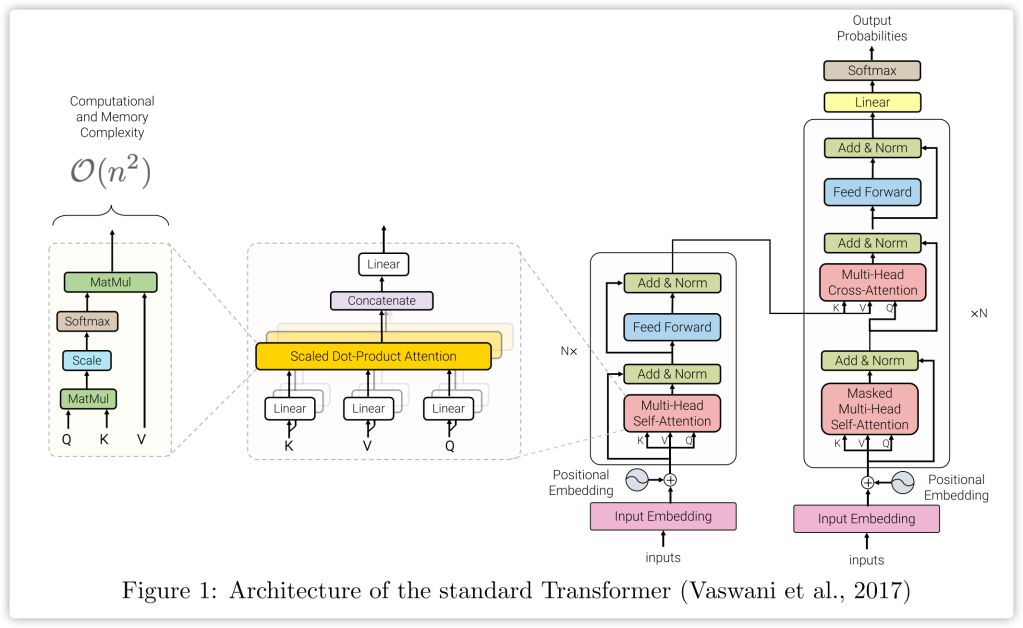 Computational
and Memory
Complexity
O(n²)
MatMul
Softmax
Scale
MatMul
Q K V
Linear
Concatenate
Scaled Dot-Product Attention
Linear Linear Linear
K V Q
N×
Add & Norm
Feed Forward
Add & Norm
Multi-Head
Self-Attention
K V Q
Positional
Embedding
Input Embedding
inputs
Output
Probabilities
Softmax
Linear
Add & Norm
Feed Forward
Add & Norm
Multi-Head
Cross-Attention
K V Q
×N
Add & Norm
Masked
Multi-Head
Self-Attention
K V Q
Positional
Embedding
Input Embedding
inputs
Figure 1: Architecture of the standard Transformer (Vaswani et al., 2017)